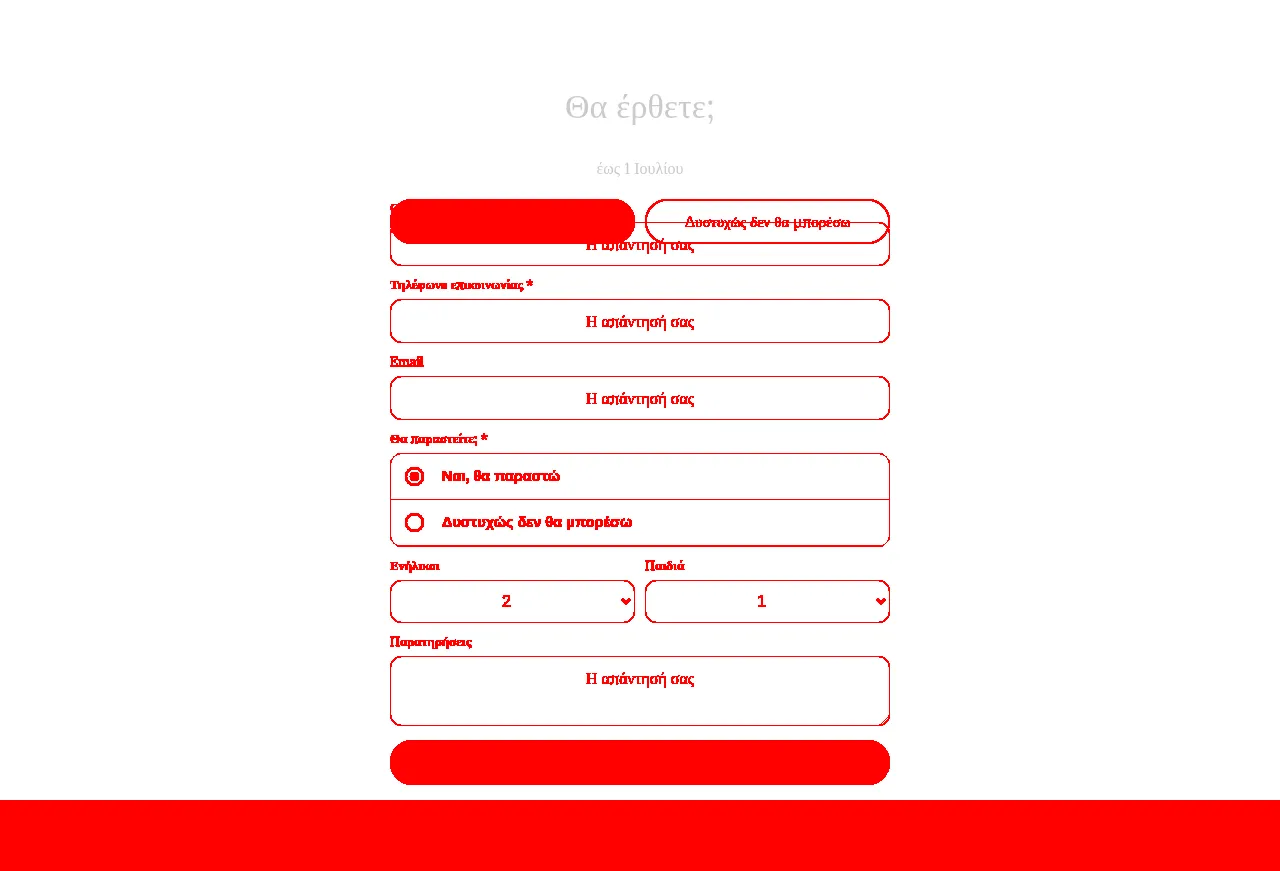 Θα έρθετε;
έως 1 Ιουλίου
Δυστυχώς δεν θα μπορέσω
Η απάντησή σας
Τηλέφωνο επικοινωνίας *
Η απάντησή σας
Email
Η απάντησή σας
Θα παραστείτε; *
Ναι, θα παραστώ
Δυστυχώς δεν θα μπορέσω
Ενήλικοι Παιδιά
2 1
Παρατηρήσεις
Η απάντησή σας